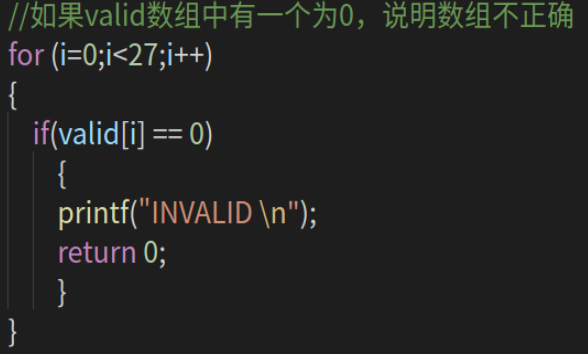 //如果valid数组中有一个为0，说明数组不正确
for (i=0;i<27;i++)
{
if(valid[i] == 0)
{
printf("INVALID \n");
return 0;
}
}